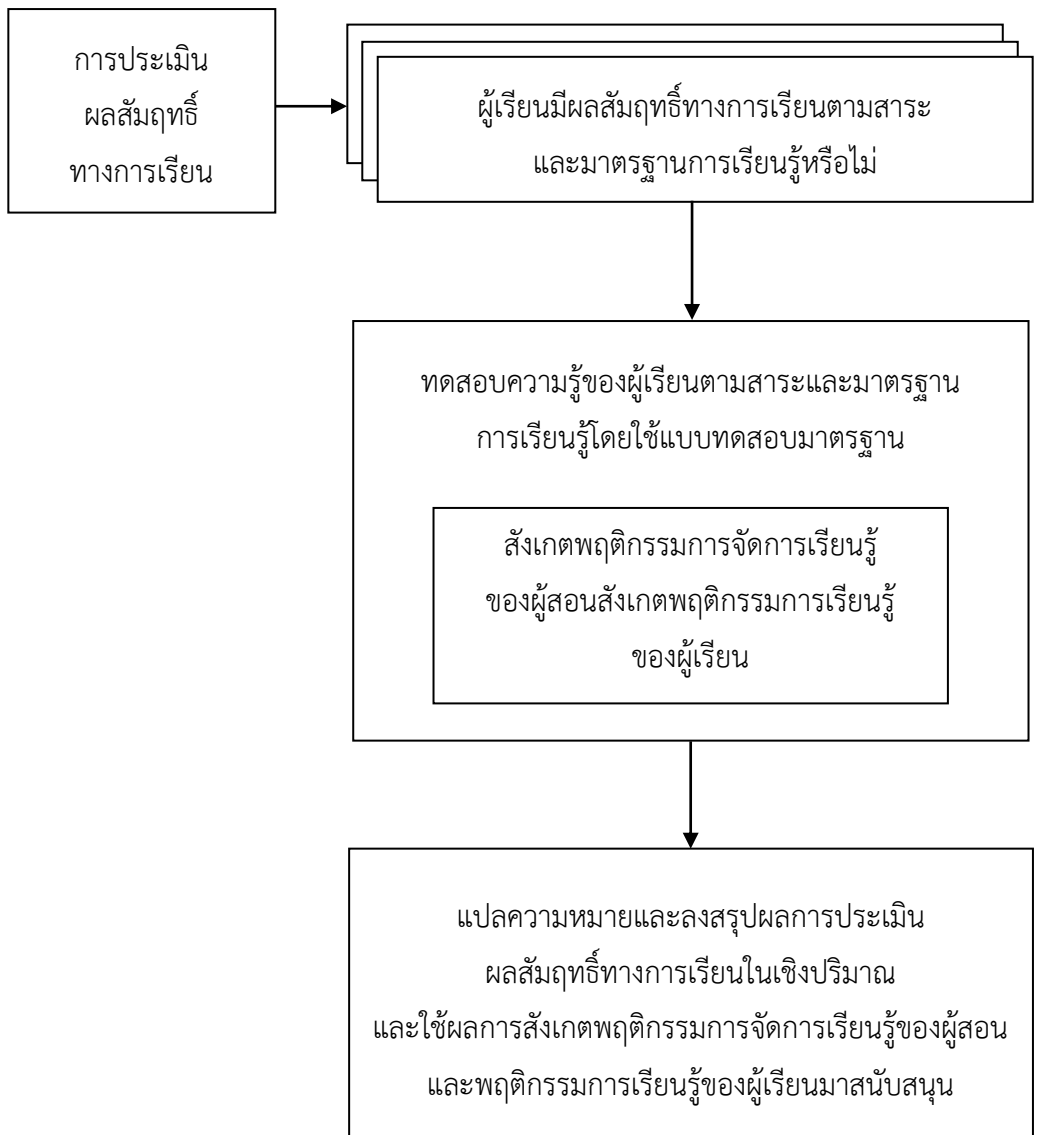 การประเมิน
ผลสัมฤทธิ์
ทางการเรียน
ผู้เรียนมีผลสัมฤทธิ์ทางการเรียนตามสาระ
และมาตรฐานการเรียนรู้หรือไม่
ทดสอบความรู้ของผู้เรียนตามสาระและมาตรฐาน
การเรียนรู้โดยใช้แบบทดสอบมาตรฐาน
สังเกตพฤติกรรมการจัดการเรียนรู้
ของผู้สอนสังเกตพฤติกรรมการเรียนรู้
ของผู้เรียน
แปลความหมายและลงสรุปผลการประเมิน
ผลสัมฤทธิ์ทางการเรียนในเชิงปริมาณ
และใช้ผลการสังเกตพฤติกรรมการจัดการเรียนรู้ของผู้สอน
และพฤติกรรมการเรียนรู้ของผู้เรียนมาสนับสนุน